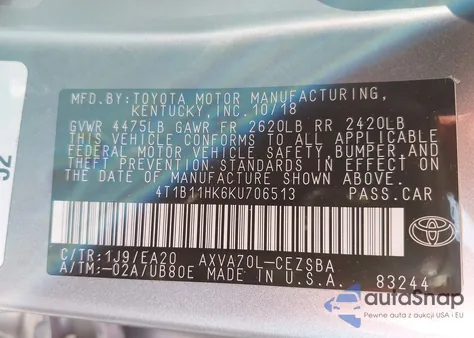 MFD.BY:TOYOTA MOTOR MANUFACTURING,
KENTUCKY,INC. 10/18
GVWR 4475LB GAWR FR 2620LB RR 2420LB
THIS VEHICLE CONFORMS TO ALL APPLICABLE
FEDERAL MOTOR VEHICLE SAFETY, BUMPER,AND
THEFT PREVENTION STANDARDS IN EFFECT ON
THE DATE OF MANUFACTURE SHOWN ABOVE.
4T1B11HK6KU706513 PASS.CAR
C/TR:1J9/EA20 AXVA70L-CEZSBA
A/TM:-02A/UB80E MADE IN U.S.A.
TOYOTA
83244
autaShop
Pewne auta z aukcji USA i EU